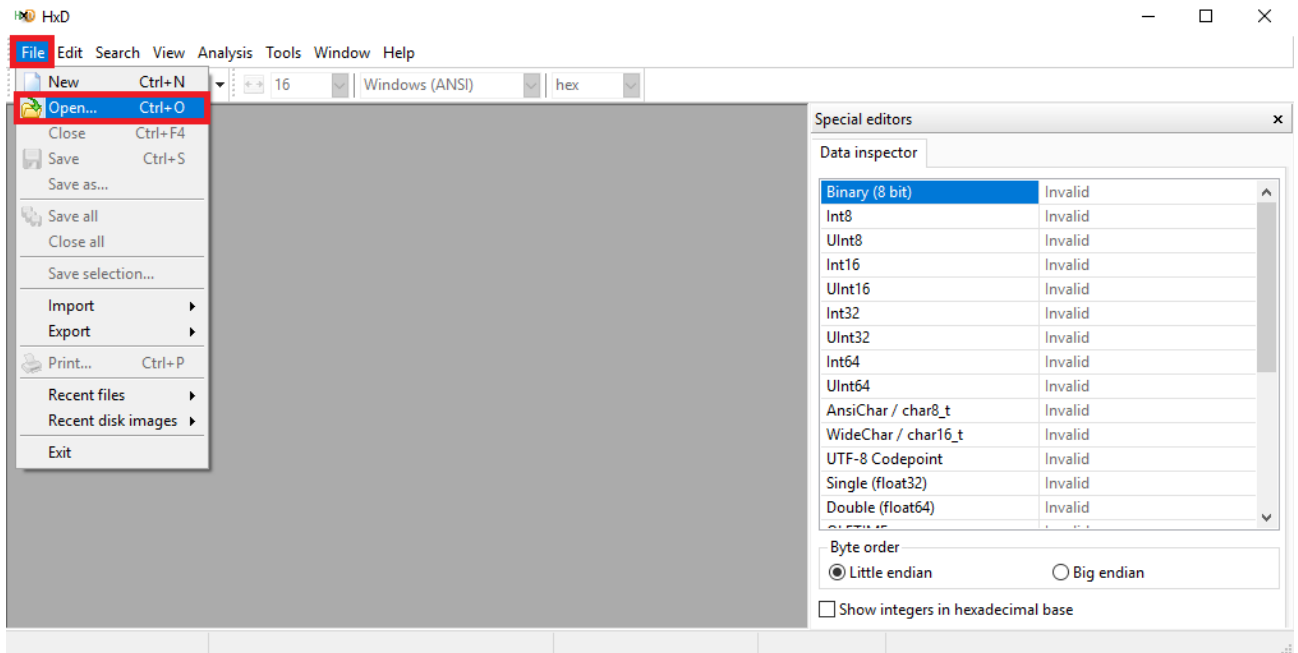 HxD HxD
File Edit Search View Analysis Tools Window Help
New Ctrl+N
16 Windows (ANSI) hex
Open... Ctrl+O
Close Ctrl+F4
Save Ctrl+S
Save as...
Save all
Close all
Save selection...
Import
Export
Print... Ctrl+P
Recent files
Recent disk images
Exit
Special editors
Data inspector
Binary (8 bit) Invalid
Int8 Invalid
UInt8 Invalid
Int16 Invalid
UInt16 Invalid
Int32 Invalid
UInt32 Invalid
Int64 Invalid
UInt64 Invalid
AnsiChar / char8_t Invalid
WideChar / char16_t Invalid
UTF-8 Codepoint Invalid
Single (float32) Invalid
Double (float64) Invalid
Byte order
Little endian Big endian
Show integers in hexadecimal base